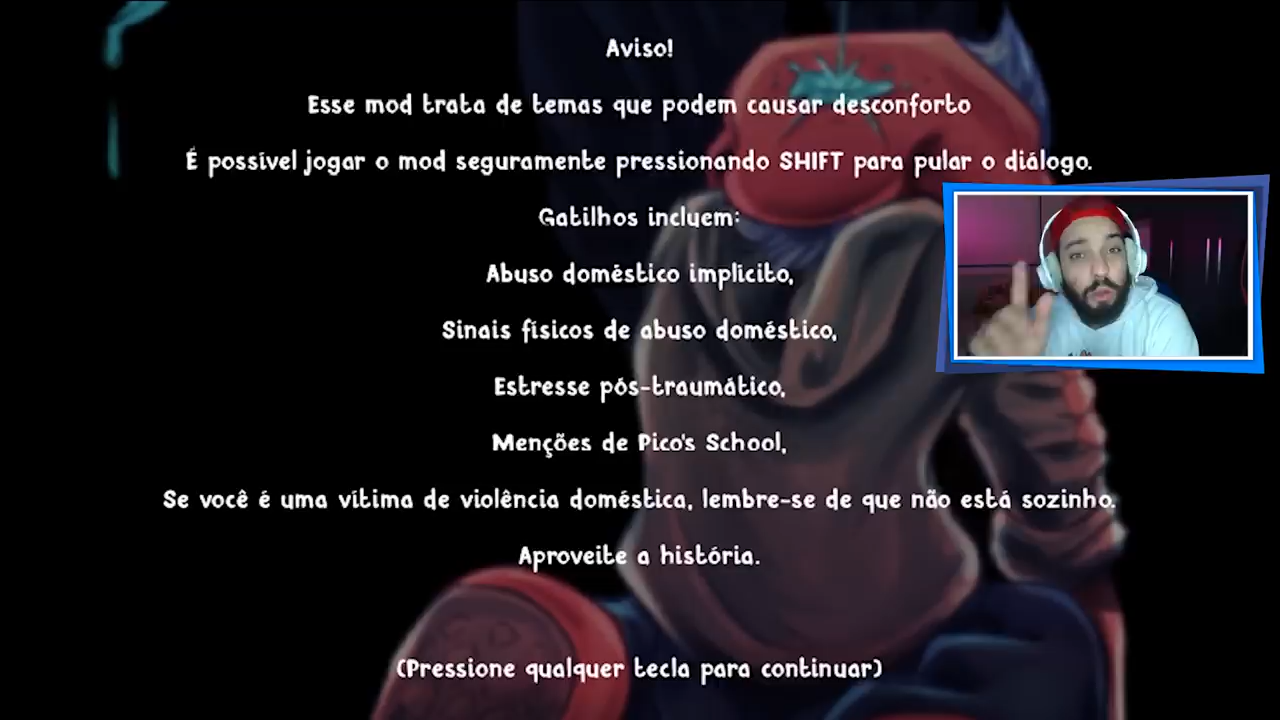 Aviso!
Esse mod trata de temas que podem causar desconforto
É possível jogar o mod seguramente pressionando SHIFT para pular o diálogo.
Gatilhos incluem:
Abuso doméstico implícito,
Sinais físicos de abuso doméstico,
Estresse pós-traumático,
Menções de Pico's School,
Se você é uma vítima de violência doméstica, lembre-se de que não está sozinho.
Aproveite a história.
(Pressione qualquer tecla para continuar)